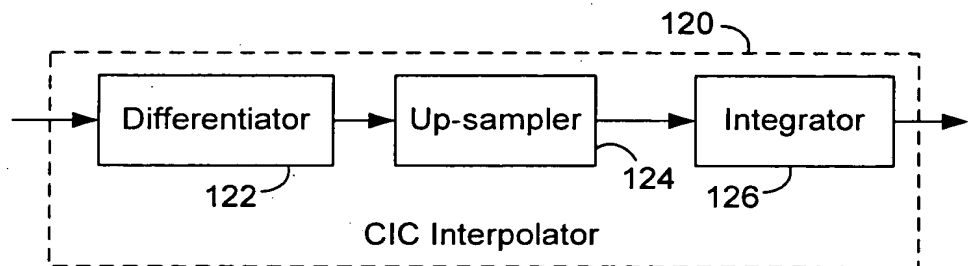 120
Differentiator
Up-sampler
Integrator
122
124
126
CIC Interpolator